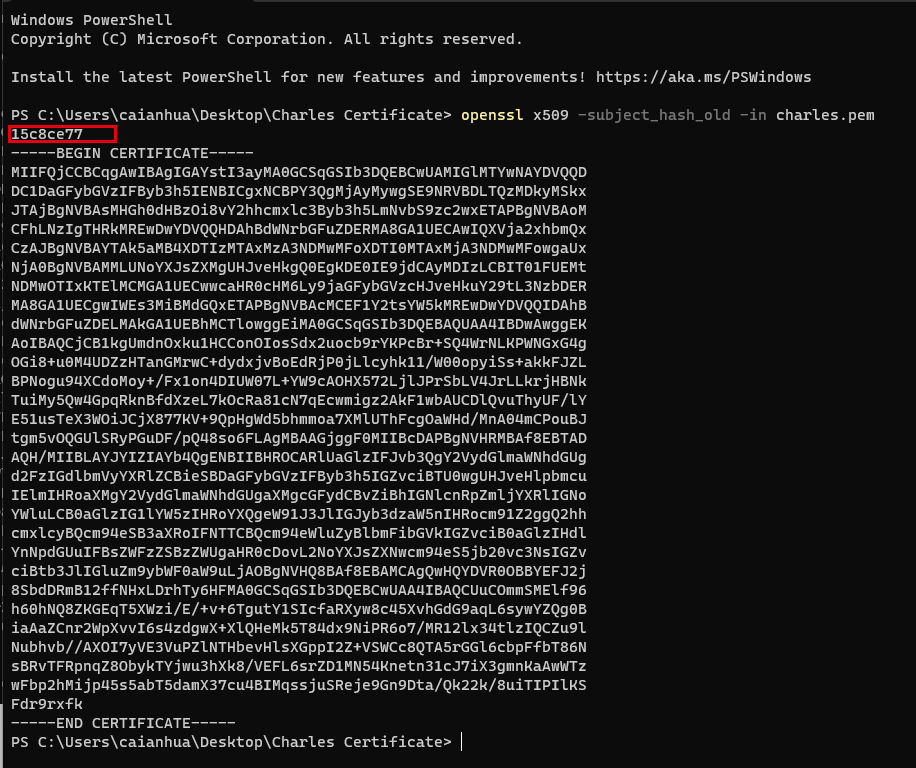 Windows PowerShell
Copyright (C) Microsoft Corporation. All rights reserved.
Install the latest PowerShell for new features and improvements! https://aka.ms/PSWindows
PS C:\Users\caianhua\Desktop\Charles Certificate> openssl x509 -subject_hash_old -in charles.pem
15c8ce77
-----BEGIN CERTIFICATE-----
MIIFQjCCBCqgAwIBAgIGAYstI3ayMA0GCSqGSIb3DQEBCwUAMIGlMTYwNAYDVQQD
DC1DaGFybGVzIFByb3h5IENBICgxNCBPY3QgMjAyMywgSE9NRVBDLTQzMDkyMSkx
JTAjBgNVBAsMHGh0dHBzOi8vY2hhcmxlc3Byb3h5LmNvbS9zc2wxETAPBgNVBAoM
CFhLNzIgTHRkMREwDwYDVQQHDAhBdWNrbGFuZDERMA8GA1UECAwIQXVja2xhbmQx
CzAJBgNVBAYTAk5aMB4XDTIzMTAxMzA3NDMwMFoXDTI0MTAxMjA3NDMwMFowgaUx
NjA0BgNVBAMMLUNoYXJsZXMgUHJveHkgQ0EgKDE0IE9jdCAyMDIzLCBIT01FUEMt
NDMwOTIxKTElMCMGA1UECwwcaHR0cHM6Ly9jaGFybGVzcHJveHkuY29tL3NzbDER
MA8GA1UECgwIWEs3MiBMdGQxETAPBgNVBAcMCEF1Y2tsYW5kMREwDwYDVQQIDAhB
dWNrbGFuZDELMAkGA1UEBhMCTlowggEiMA0GCSqGSIb3DQEBAQUAA4IBDwAwggEK
AoIBAQCjCB1kgUmdnOxku1HCConOIosSdx2uocb9rYKPcBr+SQ4WrNLKPWNGxG4g
OGi8+u0M4UDZzHTanGMrwC+dydxjvBoEdRjP0jLlcyhk11/W00opyiSs+akkFJZL
BPNogu94XCdoMoy+/Fx1on4DIUW07L+YW9cAOHX572LjlJPrSbLV4JrLLkrjHBNk
TuiMy5Qw4GpqRknBfdXzeL7kOcRa81cN7qEcwmigz2AkF1wbAUCDlQvuThyUF/lY
E51usTeX3WOiJCjX877KV+9QpHgWd5bhmmoa7XMlUThFcgOaWHd/MnA04mCPouBJ
tgm5vOQGUlSRyPGuDF/pQ48so6FLAgMBAAGjggF0MIIBcDAPBgNVHRMBAf8EBTAD
AQH/MIIBLAYJYIZIAYb4QgENBIIBHROCARlUaGlzIFJvb3QgY2VydGlmaWNhdGUg
d2FzIGdlbmVyYXRlZCBieSBDaGFybGVzIFByb3h5IGZvciBTU0wgUHJveHlpbmcu
IElmIHRoaXMgY2VydGlmaWNhdGUgaXMgcGFydCBvZiBhIGNlcnRpZmljYXRlIGNo
YWluLCB0aGlzIG1lYW5zIHRoYXQgeW91J3JlIGJyb3dzaW5nIHRocm91Z2ggQ2hh
cmxlcyBQcm94eSB3aXRoIFNTTCBQcm94eWluZyBlbmFibGVkIGZvciB0aGlzIHdl
YnNpdGUuIFBsZWFzZSBzZWUgaHR0cDovL2NoYXJsZXNwcm94eS5jb20vc3NsIGZv
ciBtb3JlIGluZm9ybWF0aW9uLjAOBgNVHQ8BAf8EBAMCAgQwHQYDVR0OBBYEFJ2j
8SbdDRmB12ffNHxLDrhTy6HFMA0GCSqGSIb3DQEBCwUAA4IBAQCUuCOmmSMElf96
h60hNQ8ZKGEqT5XWzi/E/+v+6TgutY1SIcfaRXyw8c45XvhGdG9aqL6sywYZQg0B
iaAaZCnr2WpXvvI6s4zdgwX+XlQHeMk5T84dx9NiPR6o7/MR12lx34tlzIQCZu9l
Nubhvb//AXOI7yVE3VuPZlNTHbevHlsXGppI2Z+VSWCc8QTA5rGGl6cbpFfbT86N
sBRvTFRpnqZ8ObykTYjwu3hXk8/VEFL6srZD1MN54Knetn31cJ7iX3gmnKaAwWTz
wFbp2hMijp45s5abT5damX37cu4BIMqssjuSReje9Gn9Dta/Qk22k/8uiTIPIlKS
Fdr9rxfk
-----END CERTIFICATE-----
PS C:\Users\caianhua\Desktop\Charles Certificate>